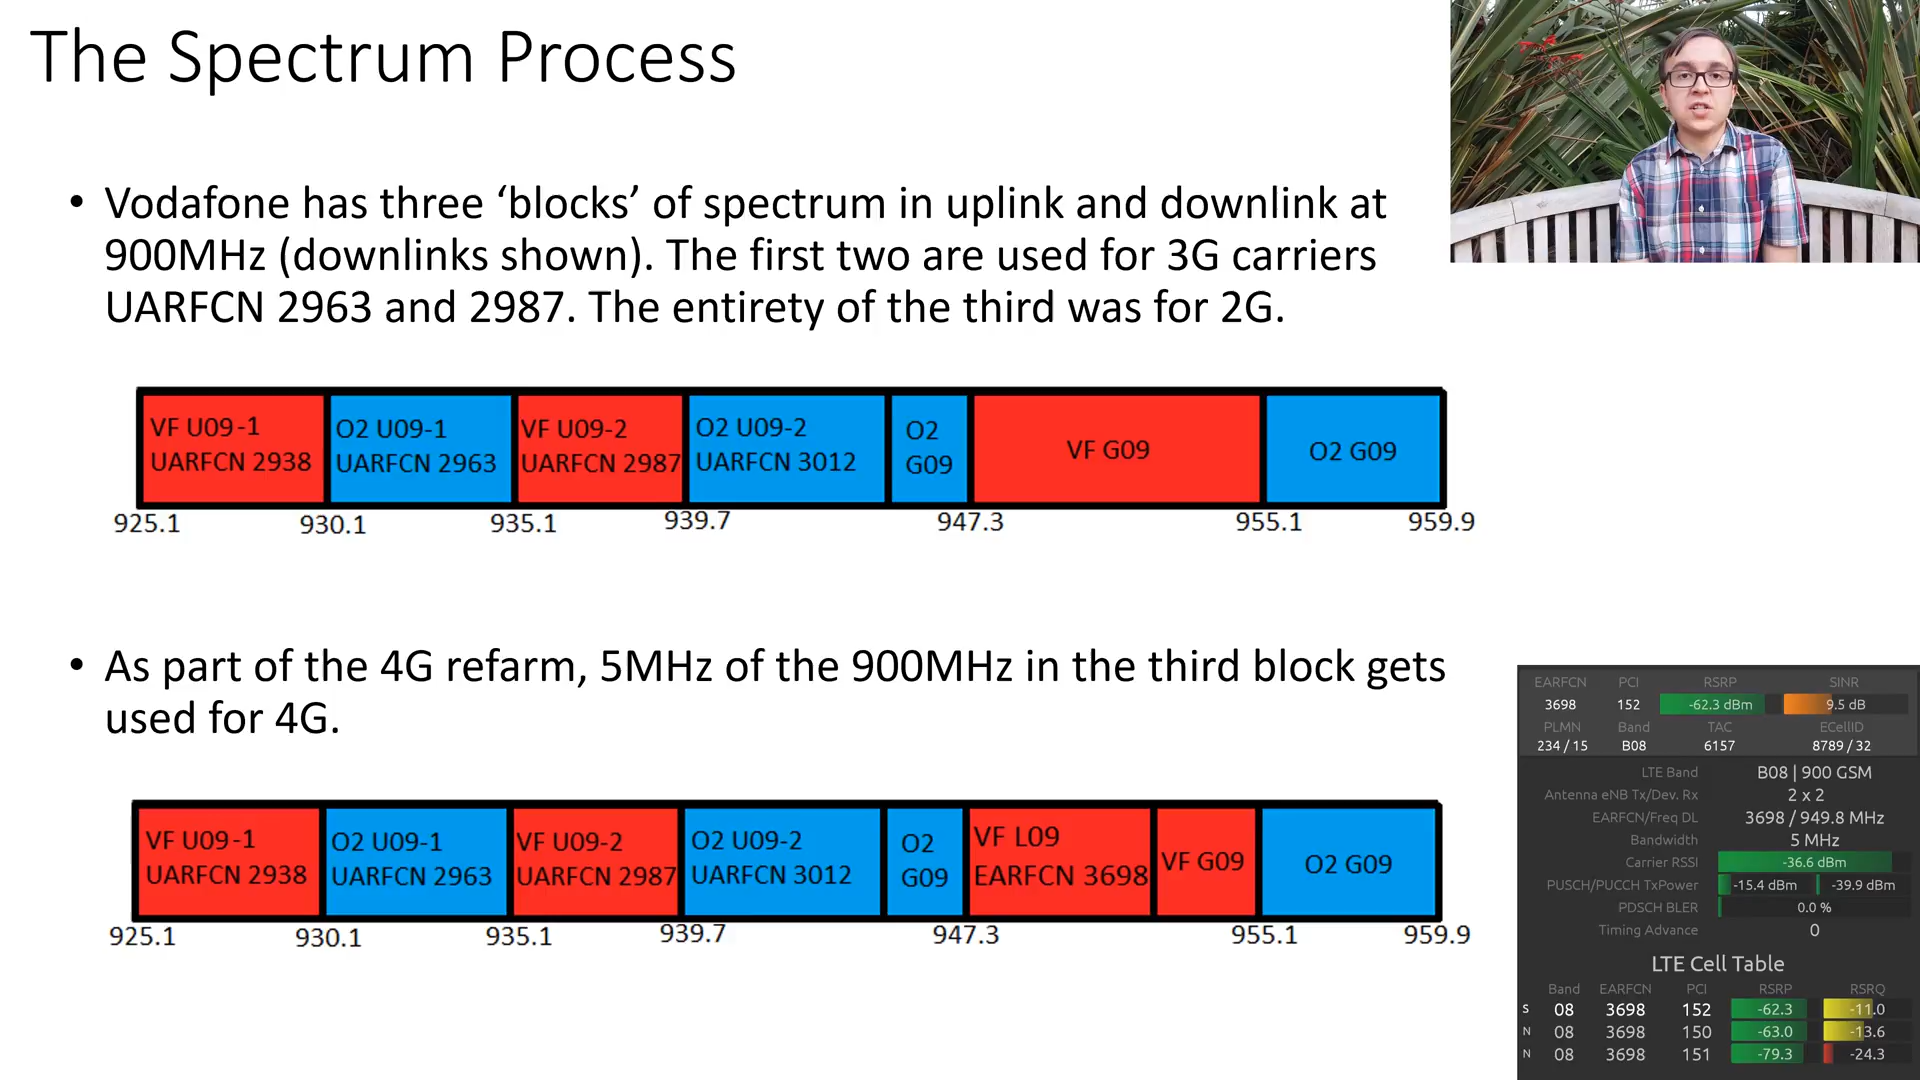 The Spectrum Process
• Vodafone has three ‘blocks’ of spectrum in uplink and downlink at
900MHz (downlinks shown). The first two are used for 3G carriers
UARFCN 2963 and 2987. The entirety of the third was for 2G.
VF U09-1
UARFCN 2938
O2 U09-1
UARFCN 2963
VF U09-2
UARFCN 2987
O2 U09-2
UARFCN 3012
O2
G09
VF G09
O2 G09
925.1 930.1 935.1 939.7 947.3 955.1 959.9
• As part of the 4G refarm, 5MHz of the 900MHz in the third block gets
used for 4G.
VF U09-1
UARFCN 2938
O2 U09-1
UARFCN 2963
VF U09-2
UARFCN 2987
O2 U09-2
UARFCN 3012
O2
G09
VF L09
EARFCN 3698
VF G09
O2 G09
925.1 930.1 935.1 939.7 947.3 955.1 959.9
EARFCN PCI RSRP SINR
3698 152 -62.3 dBm 9.5 dB
PLMN Band TAC ECellID
234 / 15 B08 6157 8789 / 32
LTE Band B08 | 900 GSM
Antenna eNB Tx/Dev. Rx 2 x 2
EARFCN/Freq DL 3698 / 949.8 MHz
Bandwidth 5 MHz
Carrier RSSI -36.6 dBm
PUSCH/PUCCH TxPower -15.4 dBm -39.9 dBm
PDSCH BLER 0.0 %
Timing Advance 0
LTE Cell Table
Band EARFCN PCI RSRP RSRQ
S 08 3698 152 -62.3 -11.0
N 08 3698 150 -63.0 -13.6
N 08 3698 151 -79.3 -24.3